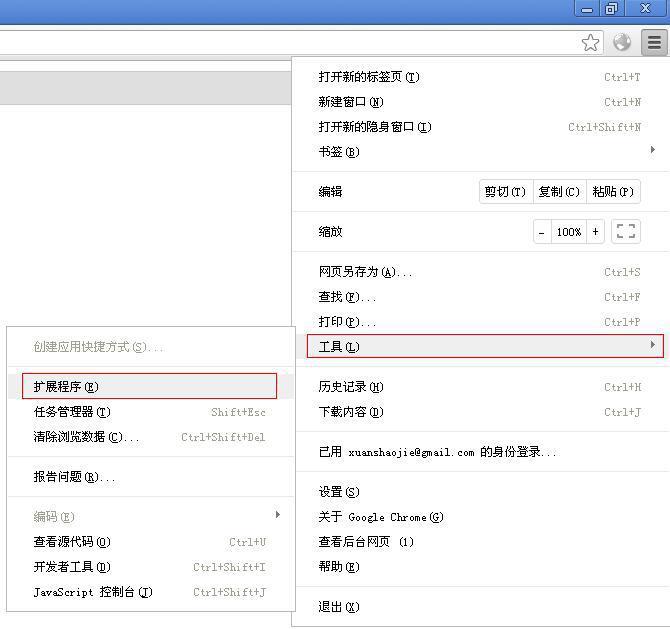 打开新的标签页(T) Ctrl+T
新建窗口(N) Ctrl+N
打开新的隐身窗口(I) Ctrl+Shift+N
书签(B)
编辑 剪切(T) 复制(C) 粘贴(P)
缩放 - 100% +
网页另存为(A)... Ctrl+S
查找(F)... Ctrl+F
打印(P)... Ctrl+P
工具(L)
历史记录(H) Ctrl+H
下载内容(D) Ctrl+J
已用 xuanshaojie@gmail.com 的身份登录...
设置(S)
关于 Google Chrome(G)
查看后台网页 (1)
帮助(E)
退出(X)
创建应用快捷方式(S)...
扩展程序(E)
任务管理器(T) Shift+Esc
清除浏览数据(C)... Ctrl+Shift+Del
报告问题(R)...
编码(E)
查看源代码(O) Ctrl+U
开发者工具(D) Ctrl+Shift+I
JavaScript 控制台(J) Ctrl+Shift+J